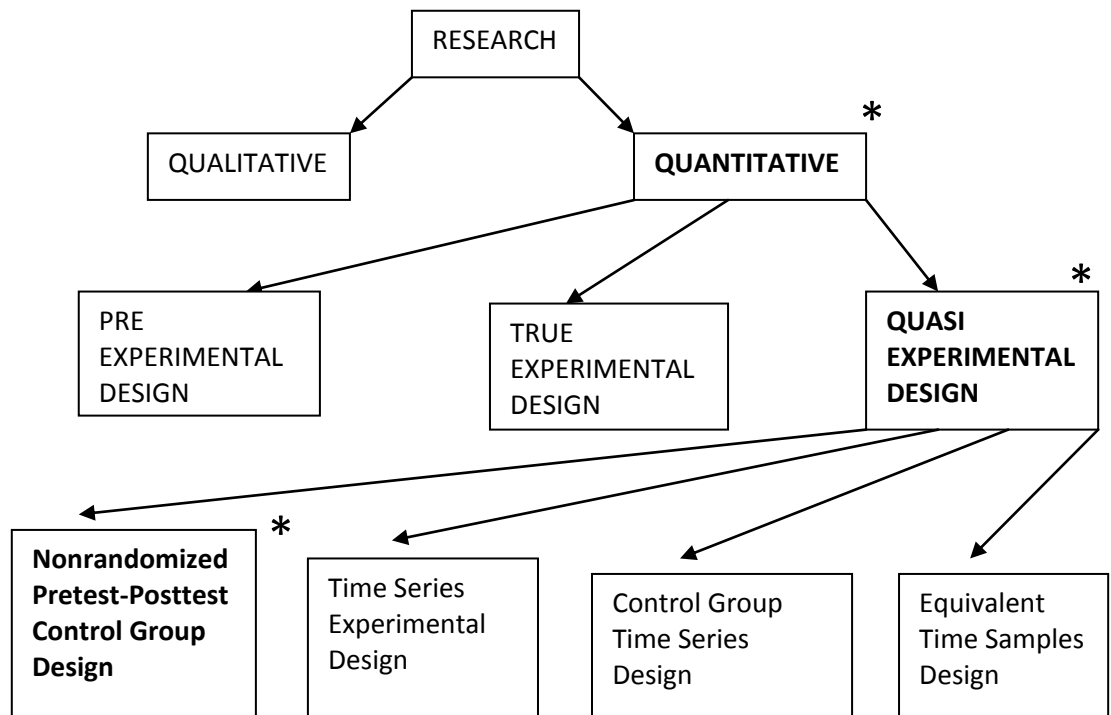 RESEARCH
*
QUALITATIVE
QUANTITATIVE
*
PRE
EXPERIMENTAL
DESIGN
TRUE
EXPERIMENTAL
DESIGN
QUASI
EXPERIMENTAL
DESIGN
*
Nonrandomized
Pretest-Posttest
Control Group
Design
Time Series
Experimental
Design
Control Group
Time Series
Design
Equivalent
Time Samples
Design